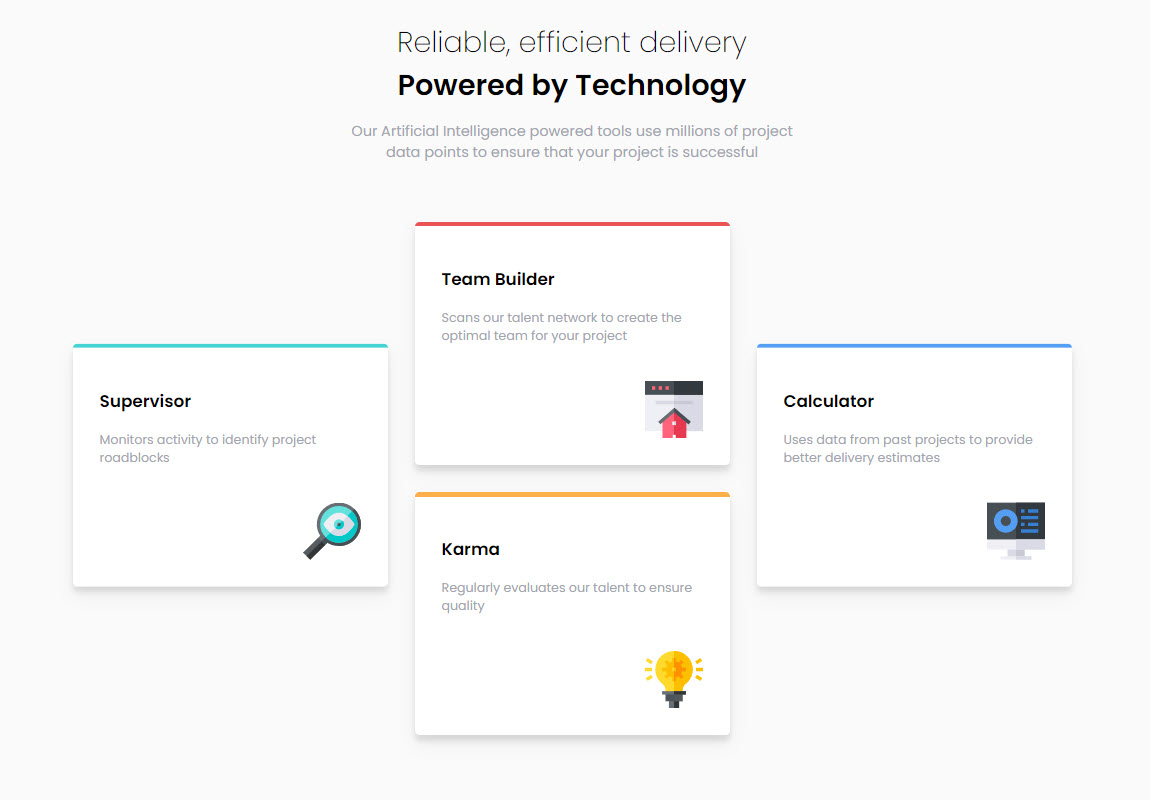 Reliable, efficient delivery
Powered by Technology
Our Artificial Intelligence powered tools use millions of project
data points to ensure that your project is successful
Team Builder
Scans our talent network to create the
optimal team for your project
Supervisor
Monitors activity to identify project
roadblocks
Calculator
Uses data from past projects to provide
better delivery estimates
Karma
Regularly evaluates our talent to ensure
quality